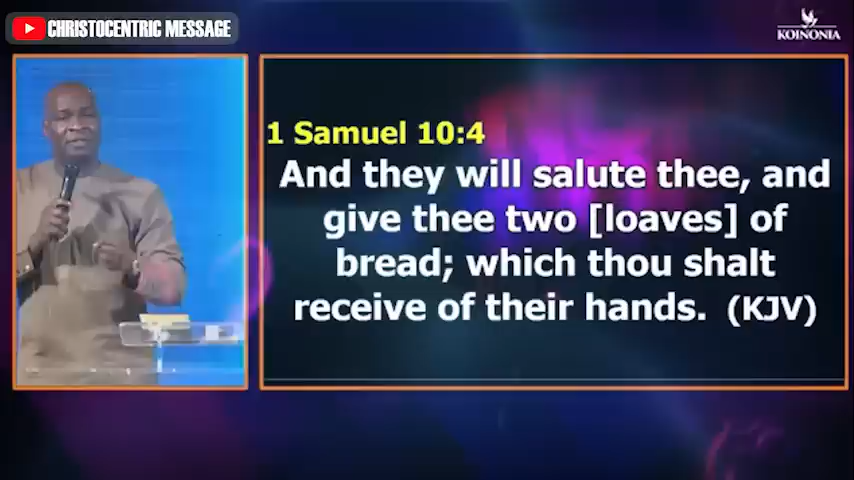 CHRISTOCENTRIC MESSAGE
KOINONIA
1 Samuel 10:4
And they will salute thee, and
give thee two [loaves] of
bread; which thou shalt
receive of their hands. (KJV)